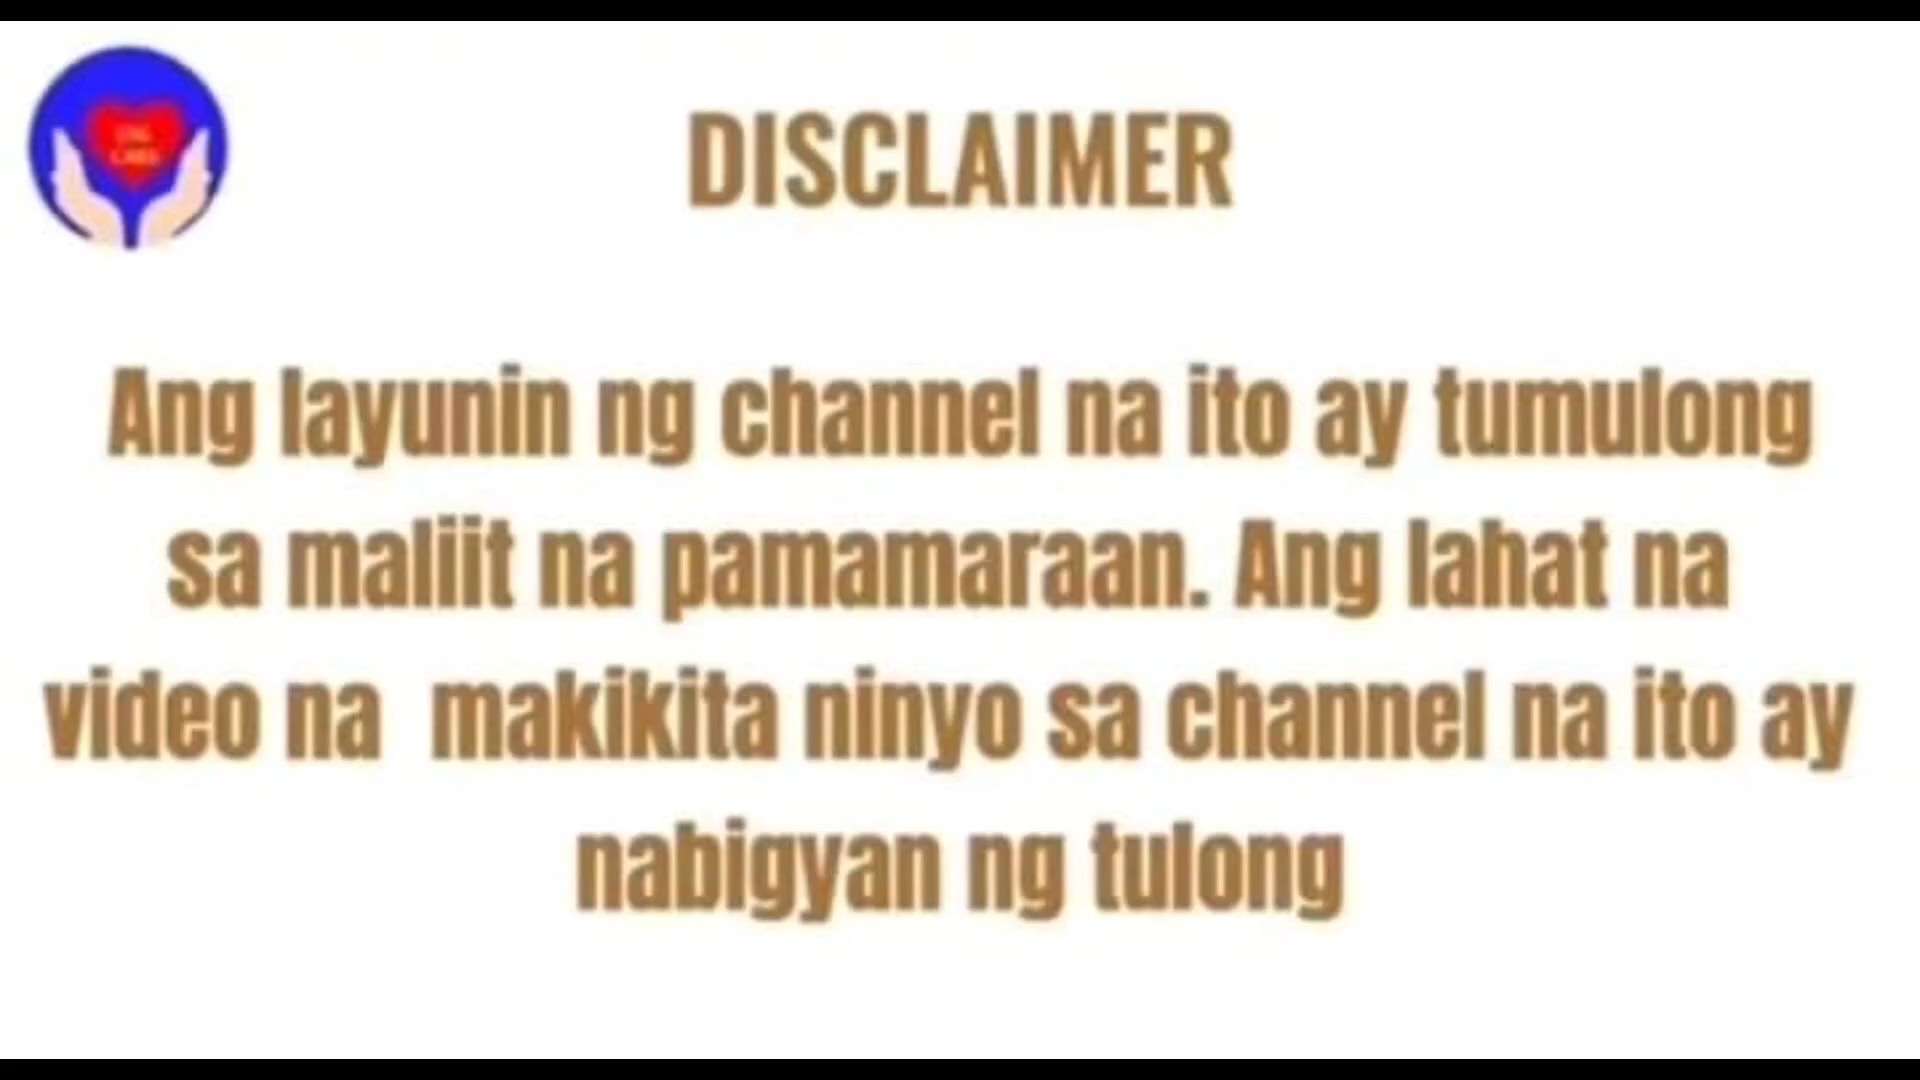 DISCLAIMER
Ang layunin ng channel na ito ay tumulong
sa maliit na pamamaraan. Ang lahat na
video na makikita ninyo sa channel na ito ay
nabigyan ng tulong